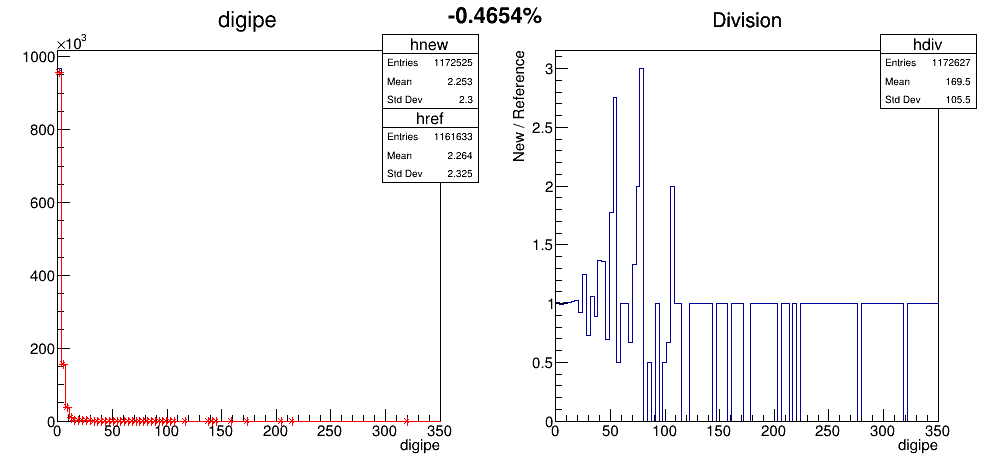 -0.4654%
digipe
×10³
1000
800
600
400
200
0
0 50 100 150 200 250 300 350
digipe
hnew
Entries 1172525
Mean 2.253
Std Dev 2.3
href
Entries 1161633
Mean 2.264
Std Dev 2.325
Division
New / Reference
3
2.5
2
1.5
1
0.5
0
0 50 100 150 200 250 300 350
digipe
hdiv
Entries 1172627
Mean 169.5
Std Dev 105.5